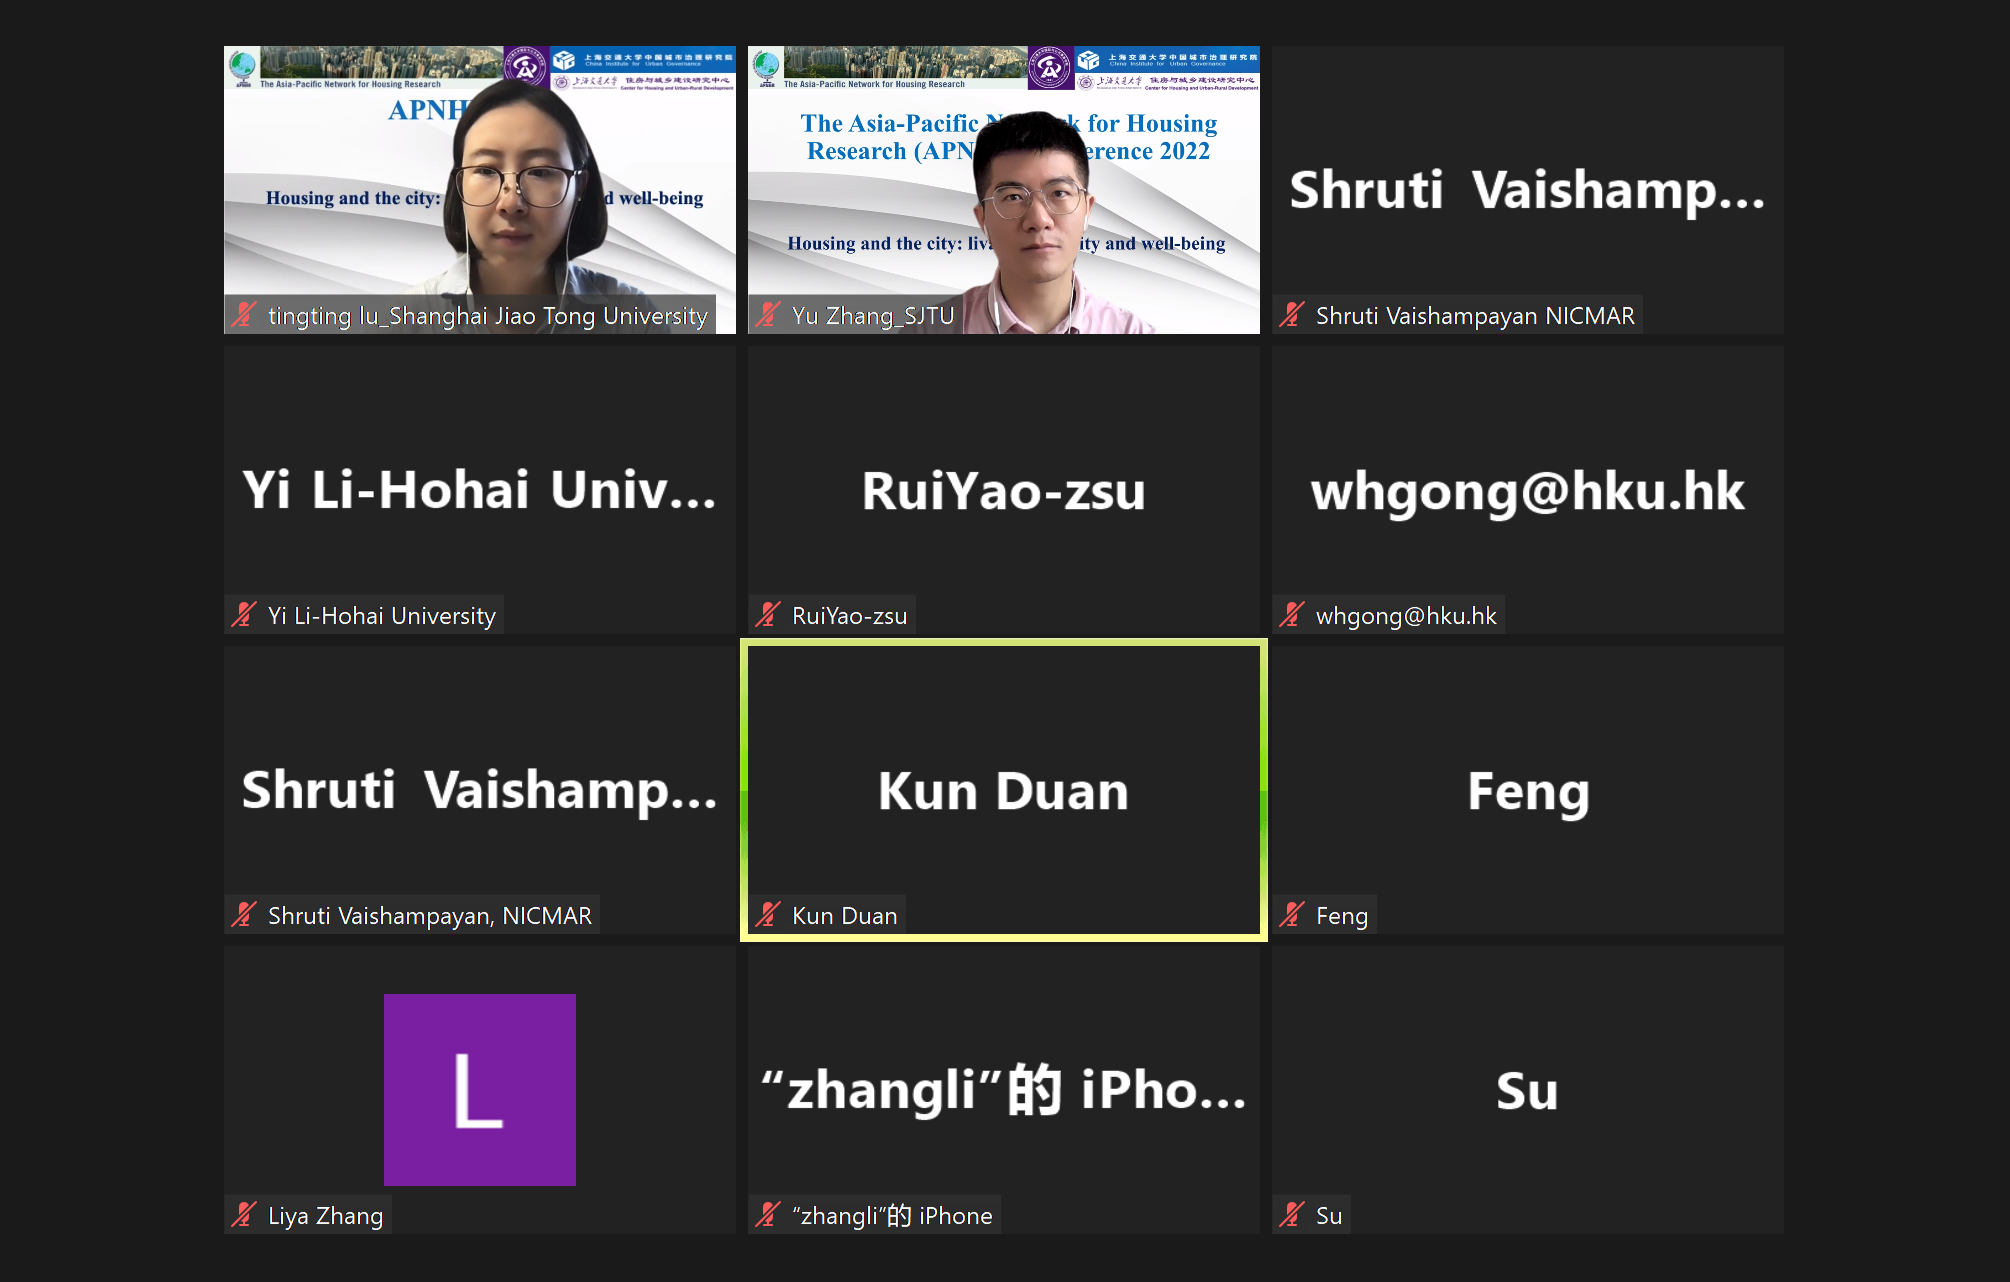 The Asia-Pacific Network for Housing Research
上海交通大学中国城市治理研究院
China Institute for Urban Governance
上海交通大学 住房与城乡建设研究中心
Center for Housing and Urban-Rural Development
APNH
Housing and the city:
d well-being
tingting lu_Shanghai Jiao Tong University
The Asia-Pacific Network for Housing Research
上海交通大学中国城市治理研究院
China Institute for Urban Governance
上海交通大学 住房与城乡建设研究中心
Center for Housing and Urban-Rural Development
The Asia-Pacific N k for Housing
Research (APN erence 2022
Housing and the city: liv ity and well-being
Yu Zhang_SJTU
Shruti Vaishamp...
Shruti Vaishampayan NICMAR
Yi Li-Hohai Univ...
Yi Li-Hohai University
RuiYao-zsu
RuiYao-zsu
whgong@hku.hk
whgong@hku.hk
Shruti Vaishamp...
Shruti Vaishampayan, NICMAR
Kun Duan
Kun Duan
Feng
Feng
L
Liya Zhang
“zhangli”的 iPho...
“zhangli”的 iPhone
Su
Su